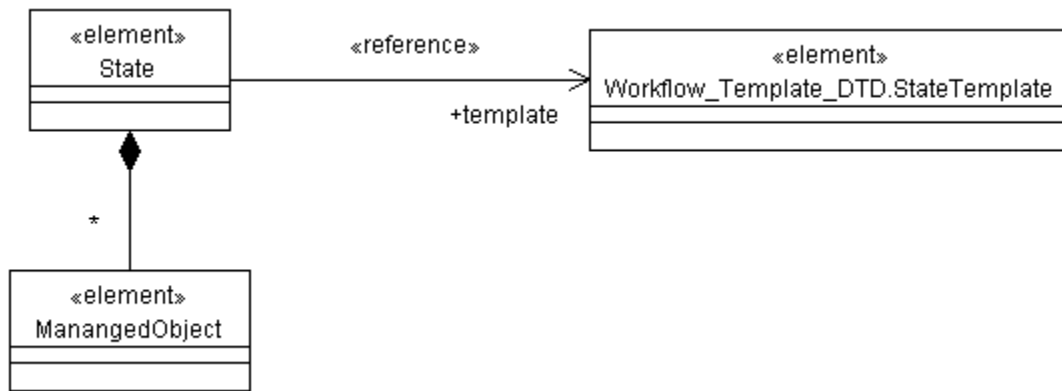 «element»
State
«reference»
+template
«element»
Workflow_Template_DTD.StateTemplate
*
«element»
ManangedObject